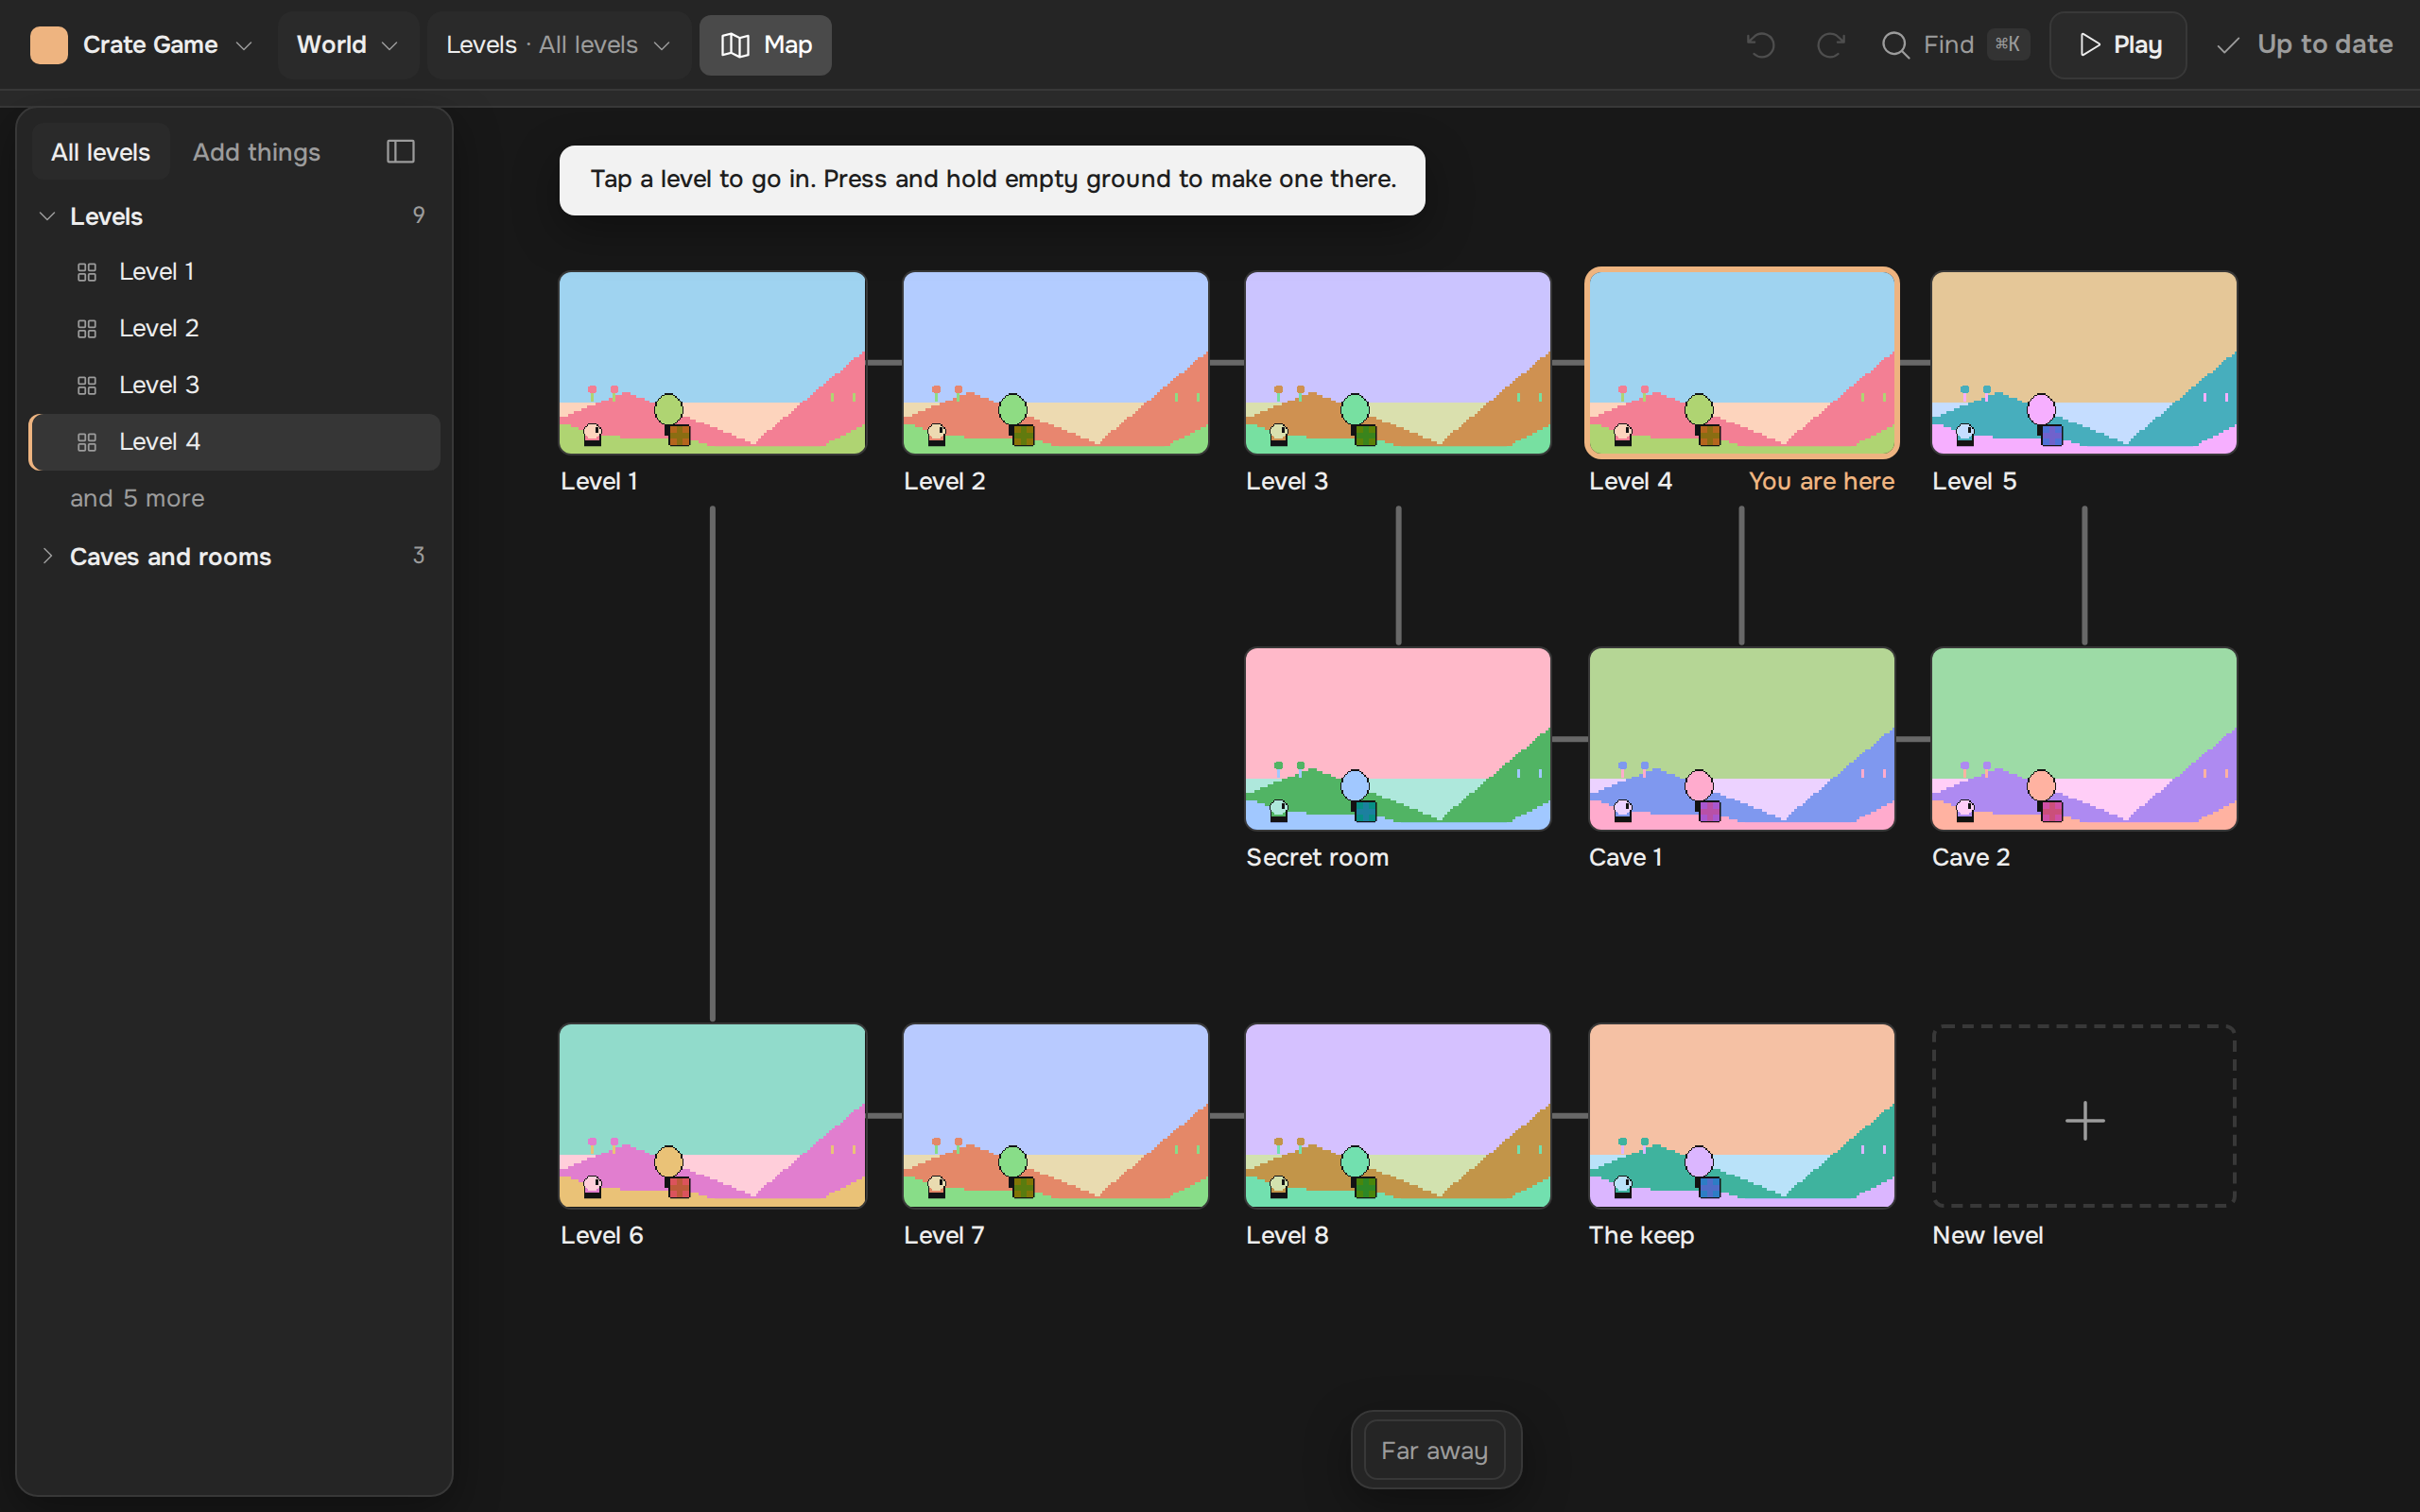 Crate Game
World
Levels · All levels
Map
Find ⌘K
Play
Up to date
All levels
Add things
Levels 9
Level 1
Level 2
Level 3
Level 4
and 5 more
Caves and rooms 3
Tap a level to go in. Press and hold empty ground to make one there.
Level 1
Level 2
Level 3
Level 4 You are here
Level 5
Secret room
Cave 1
Cave 2
Level 6
Level 7
Level 8
The keep
New level
Far away